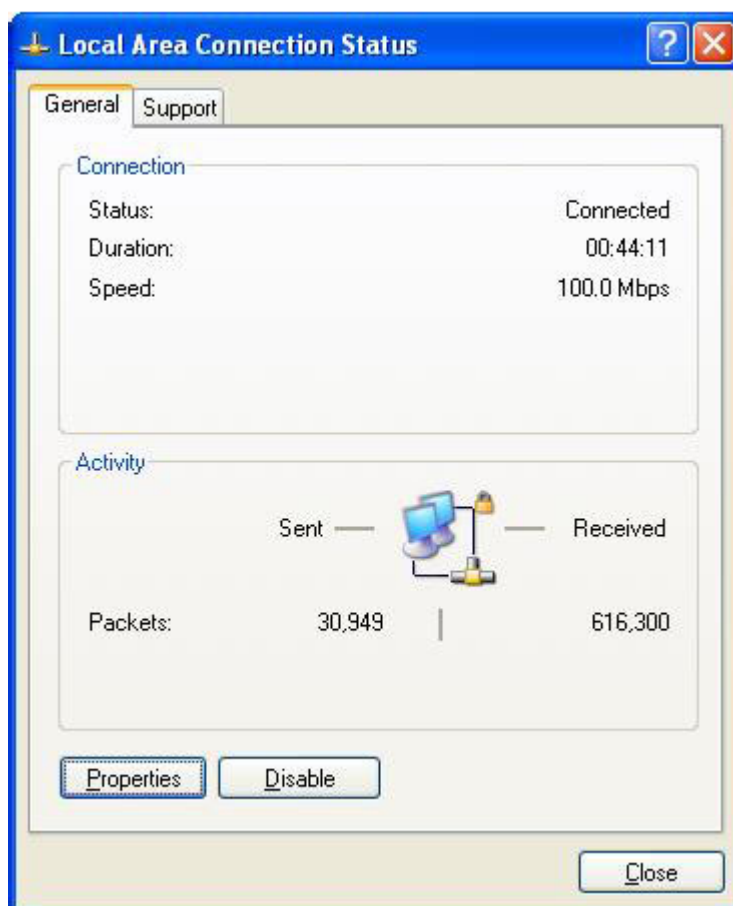 Local Area Connection Status
?
General Support
Connection
Status: Connected
Duration: 00:44:11
Speed: 100.0 Mbps
Activity
Sent Received
Packets: 30,949 616,300
Properties Disable
Close